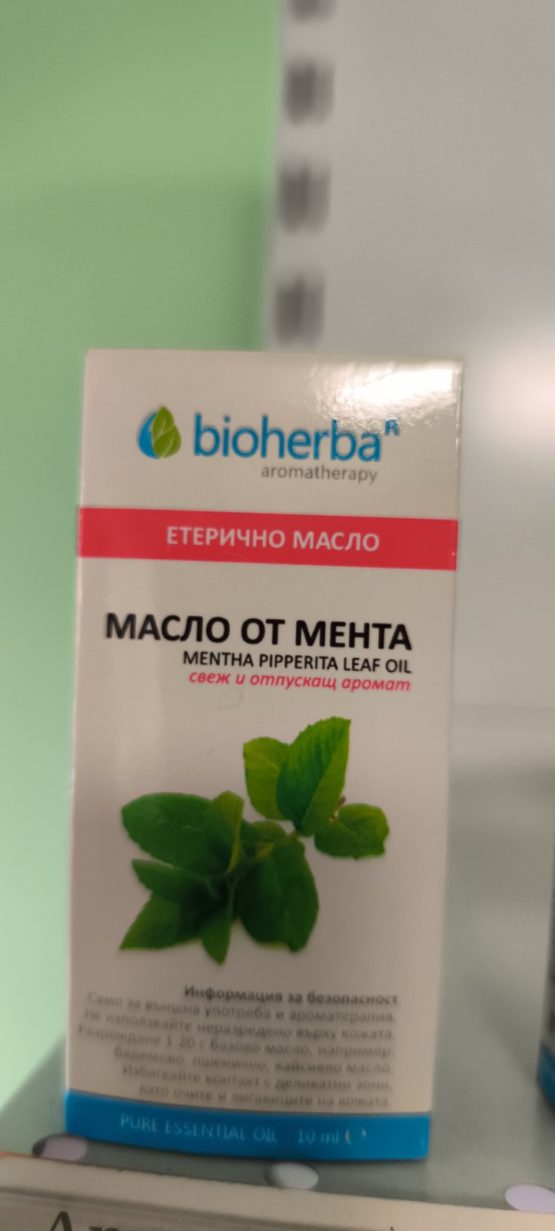 bioherba R
aromatherapy
ЕТЕРИЧНО МАСЛО
МАСЛО ОТ МЕНТА
MENTHA PIPPERITA LEAF OIL
свеж и отпускащ аромат
Информация за безопасност
Само за външна употреба и ароматерапия.
Не използвайте неразредено върху кожата.
Разреждане 1:20 с базово масло, например:
бадемово, пшенично, кайсиево масло.
Избягвайте контакт с деликатни зони,
като очите и лигавиците на кожата.
PURE ESSENTIAL OIL - 10 ml